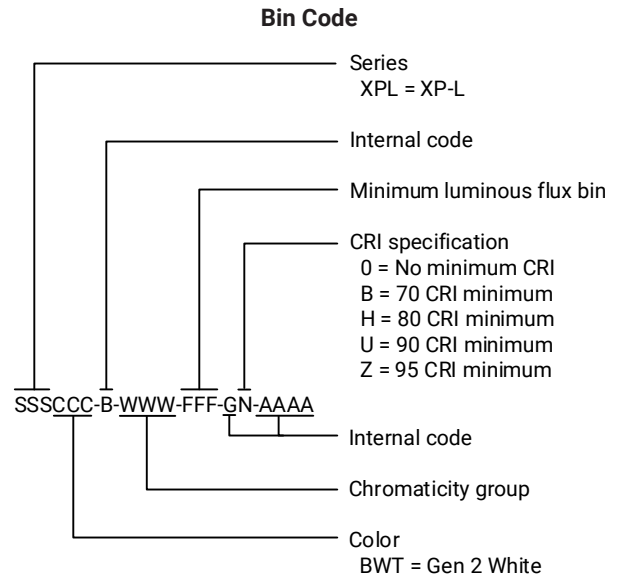 Bin Code
Series
XPL = XP-L
Internal code
Minimum luminous flux bin
CRI specification
0 = No minimum CRI
B = 70 CRI minimum
H = 80 CRI minimum
U = 90 CRI minimum
Z = 95 CRI minimum
SSSCCC-B-WWW-FFF-GN-AAAA
Internal code
Chromaticity group
Color
BWT = Gen 2 White